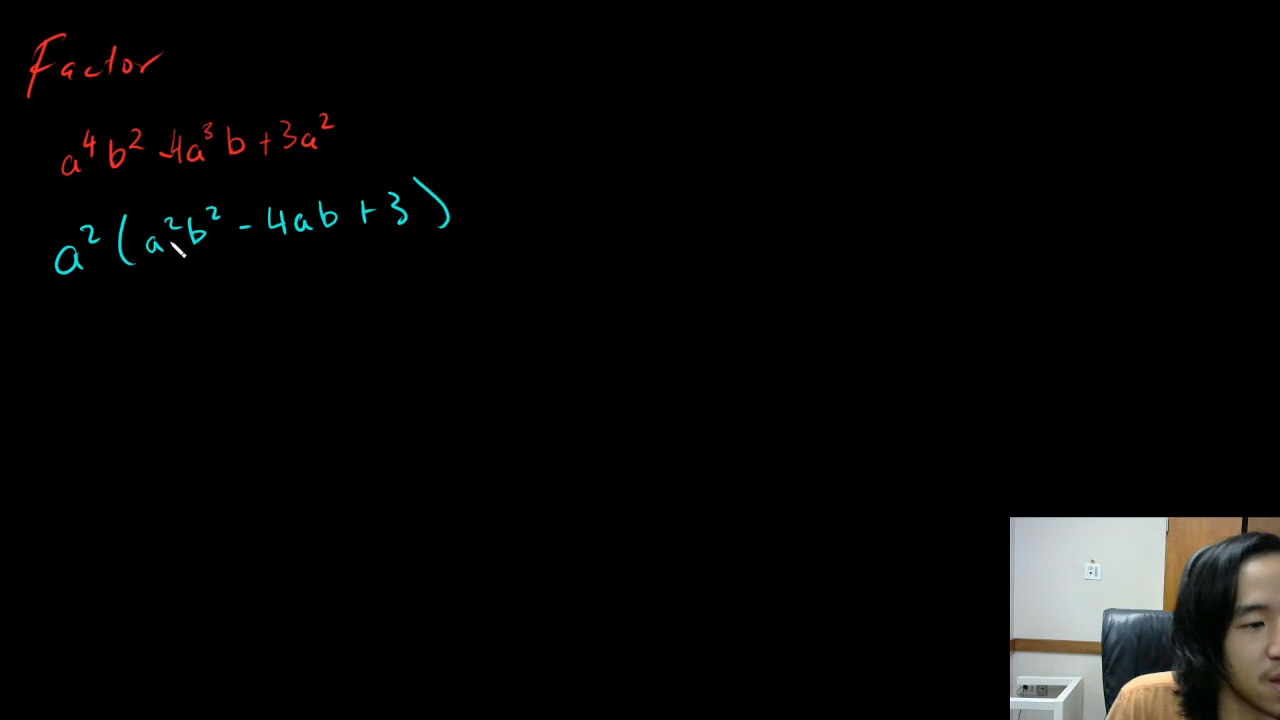 Factor
a⁴b² -4a³b + 3a²
a²(a²b² - 4ab + 3)